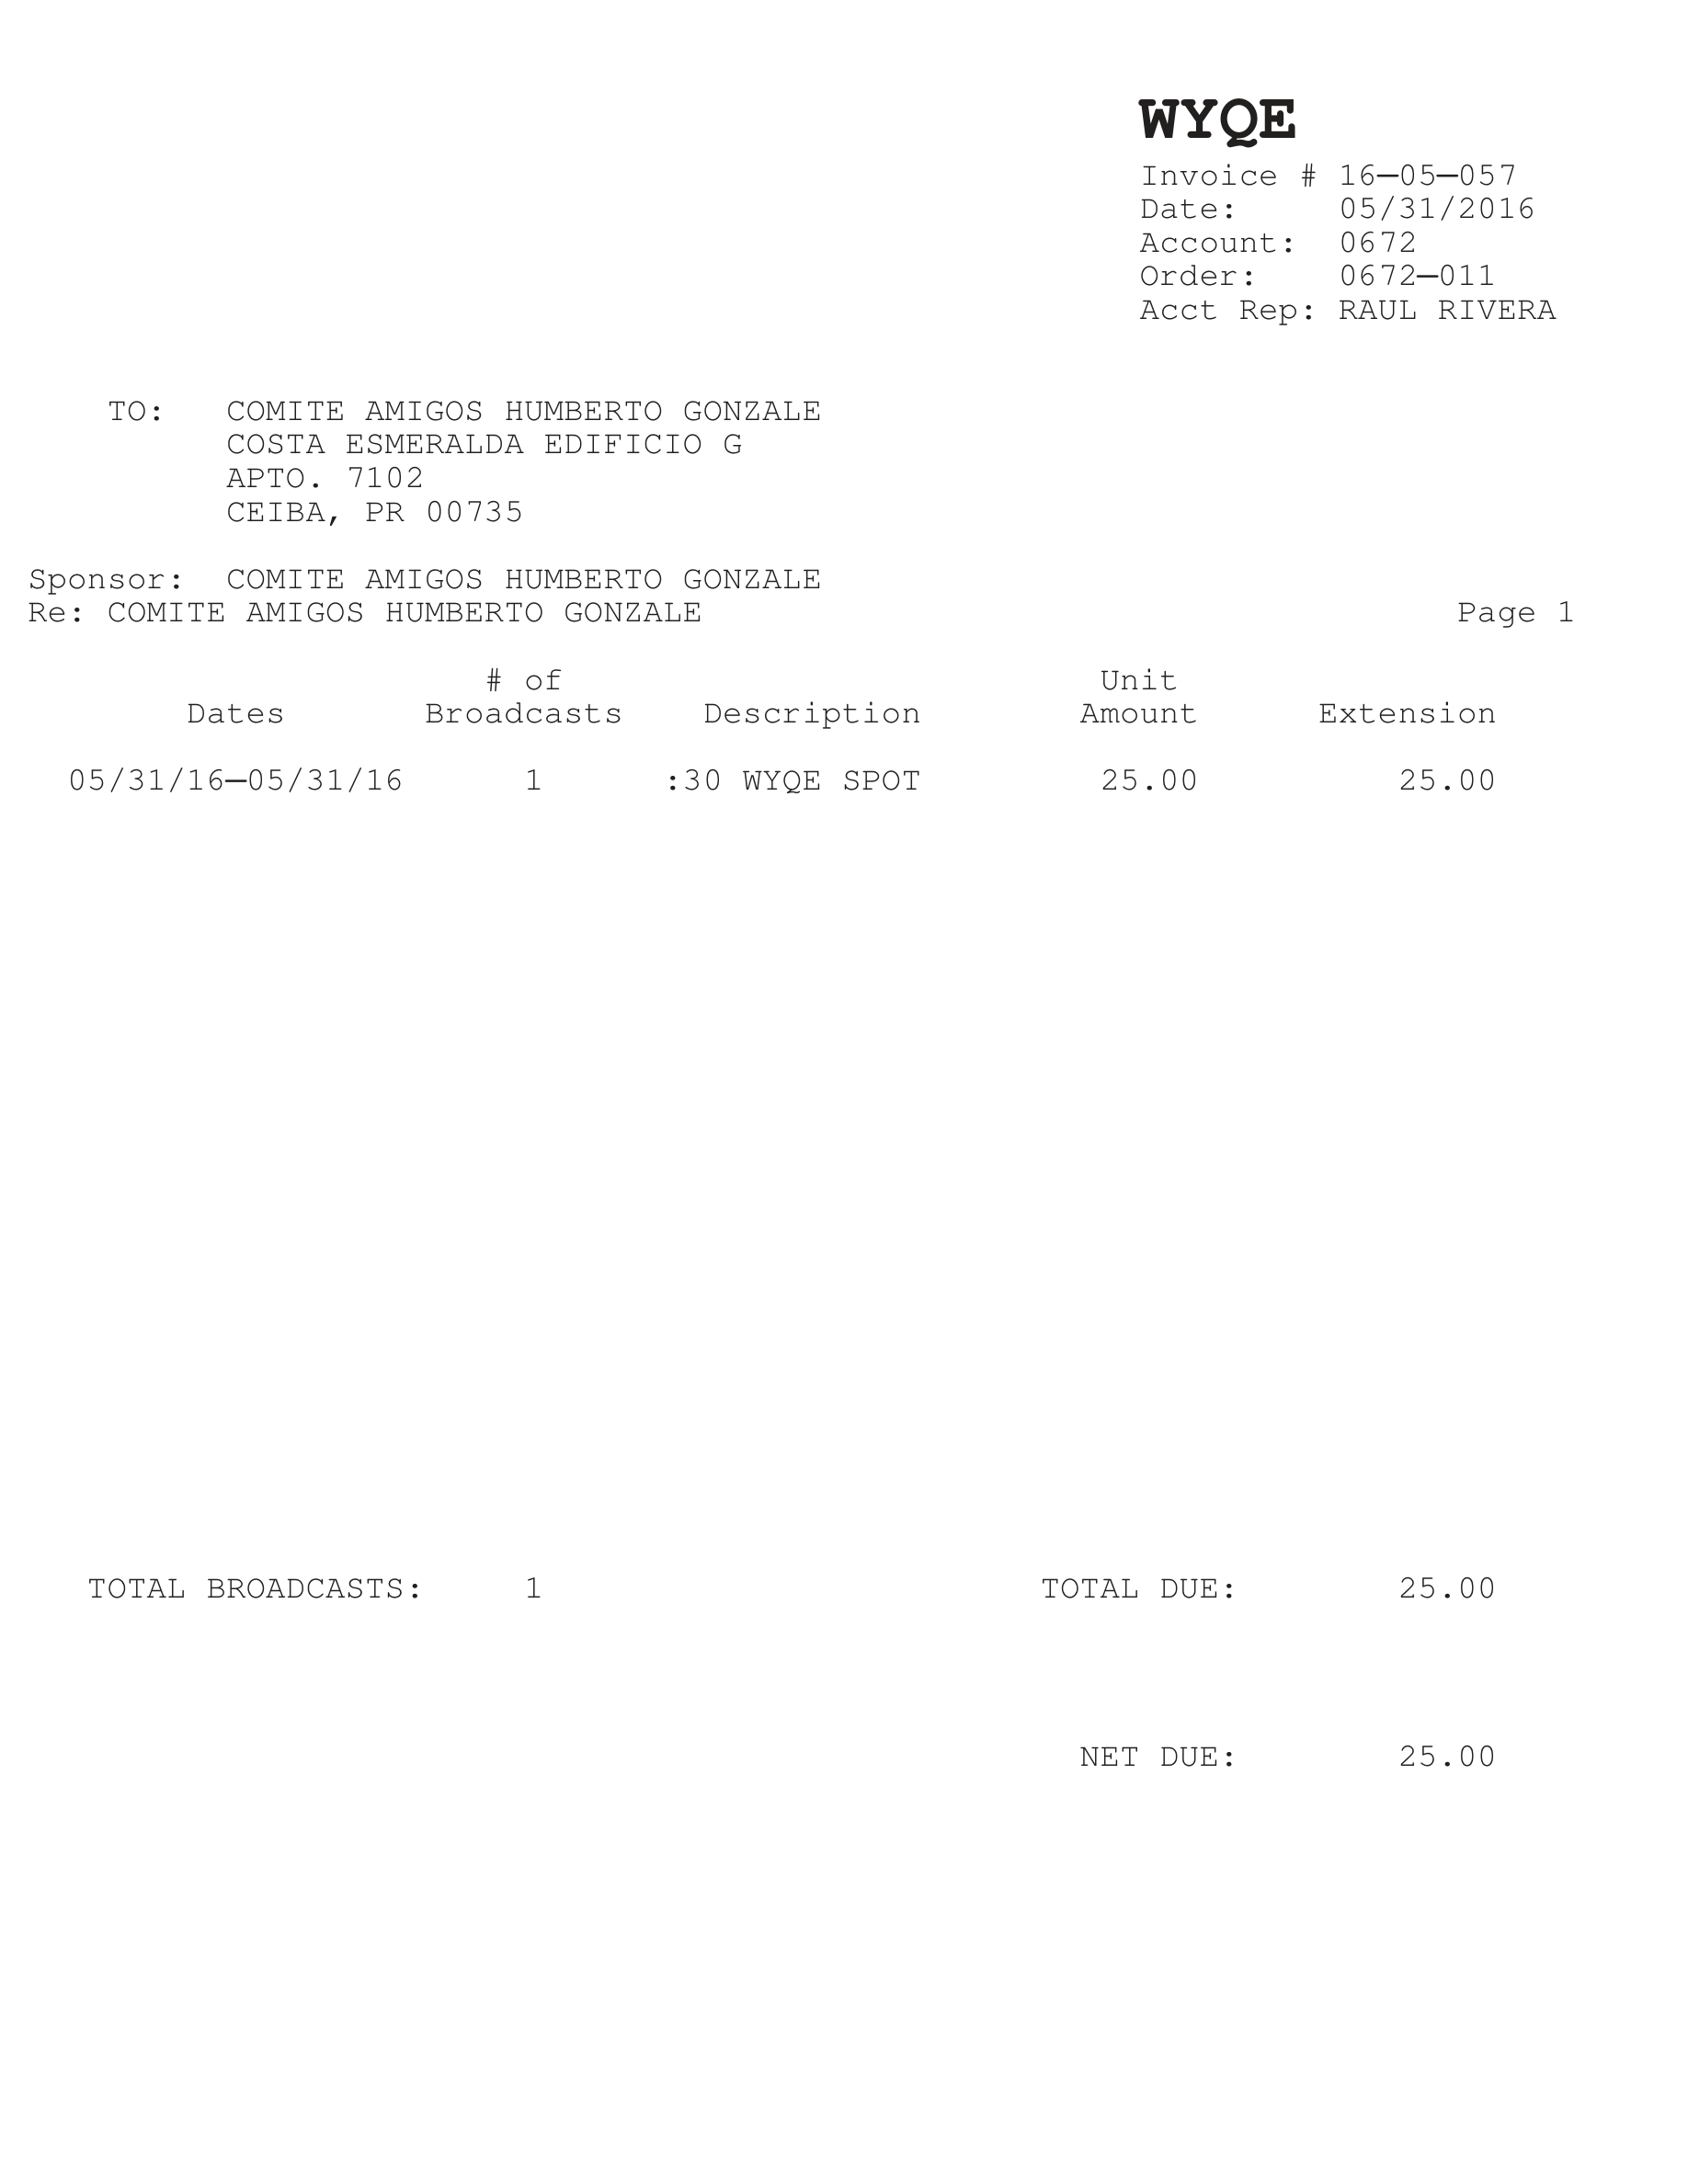 WYQE
Invoice # 16-05-057
Date: 05/31/2016
Account: 0672
Order: 0672-011
Acct Rep: RAUL RIVERA
TO: COMITE AMIGOS HUMBERTO GONZALE
COSTA ESMERALDA EDIFICIO G
APTO. 7102
CEIBA, PR 00735
Sponsor: COMITE AMIGOS HUMBERTO GONZALE
Re: COMITE AMIGOS HUMBERTO GONZALE Page 1
# of Unit
Dates Broadcasts Description Amount Extension
05/31/16-05/31/16 1 :30 WYQE SPOT 25.00 25.00
TOTAL BROADCASTS: 1 TOTAL DUE: 25.00
NET DUE: 25.00